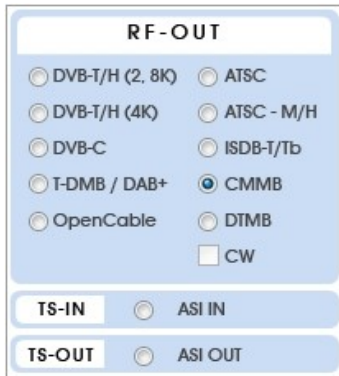 RF-OUT
DVB-T/H (2, 8K) ATSC
DVB-T/H (4K) ATSC - M/H
DVB-C ISDB-T/Tb
T-DMB / DAB+ CMMB
OpenCable DTMB
CW
TS-IN ASI IN
TS-OUT ASI OUT